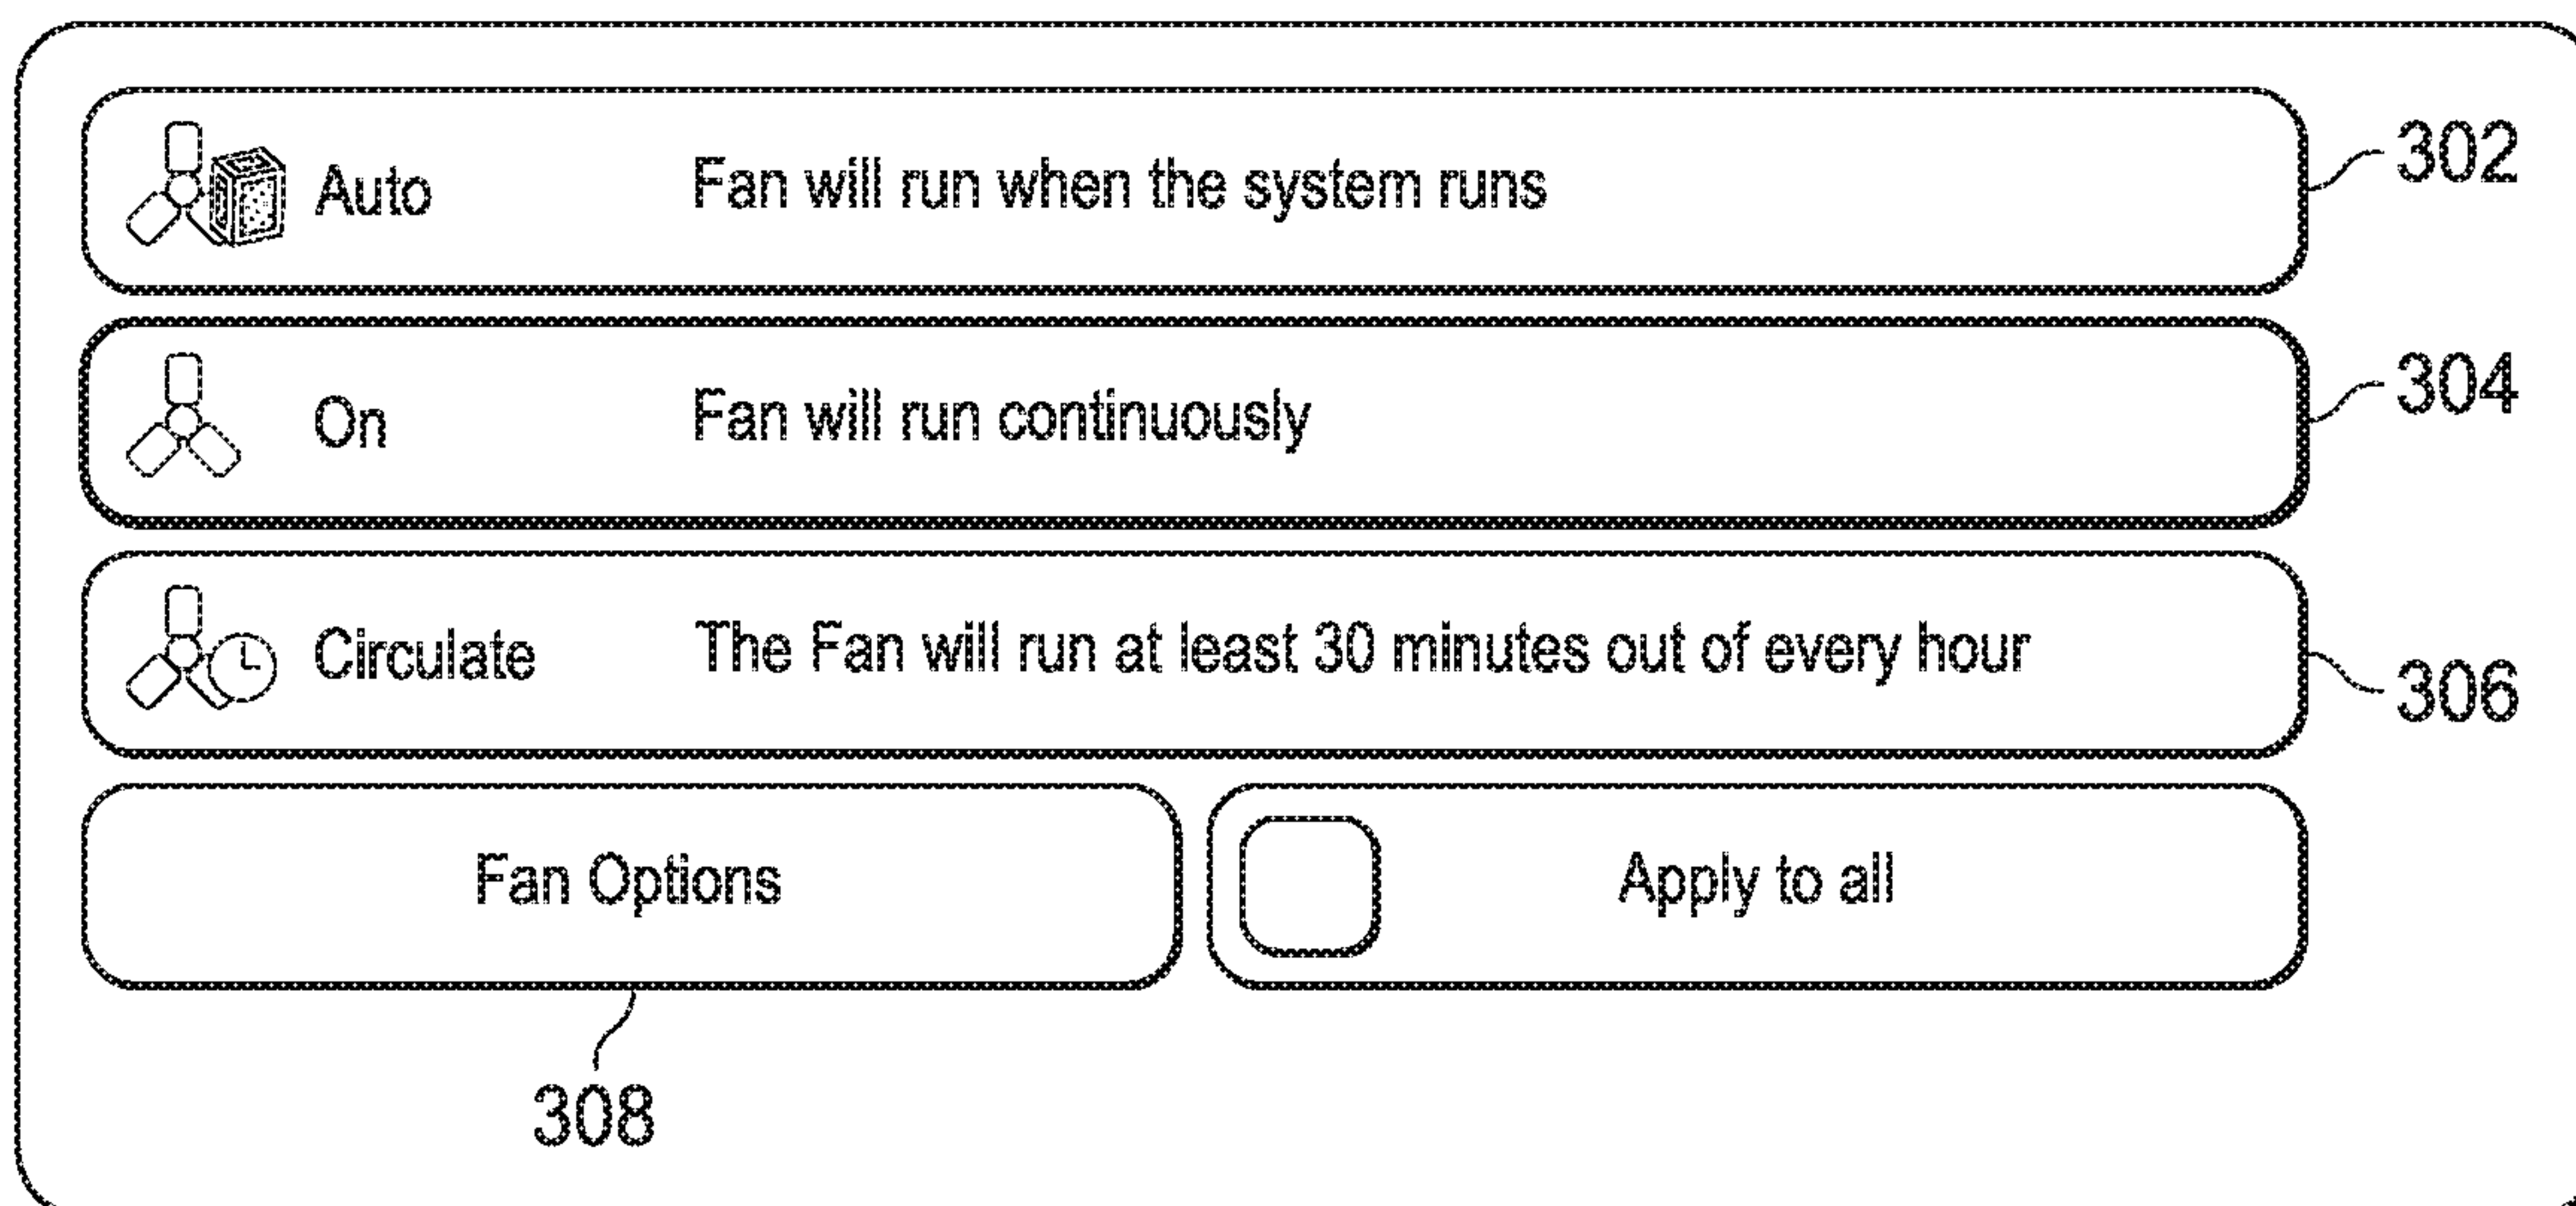 Auto Fan will run when the system runs 302
On Fan will run continuously 304
Circulate The Fan will run at least 30 minutes out of every hour 306
Fan Options Apply to all
308